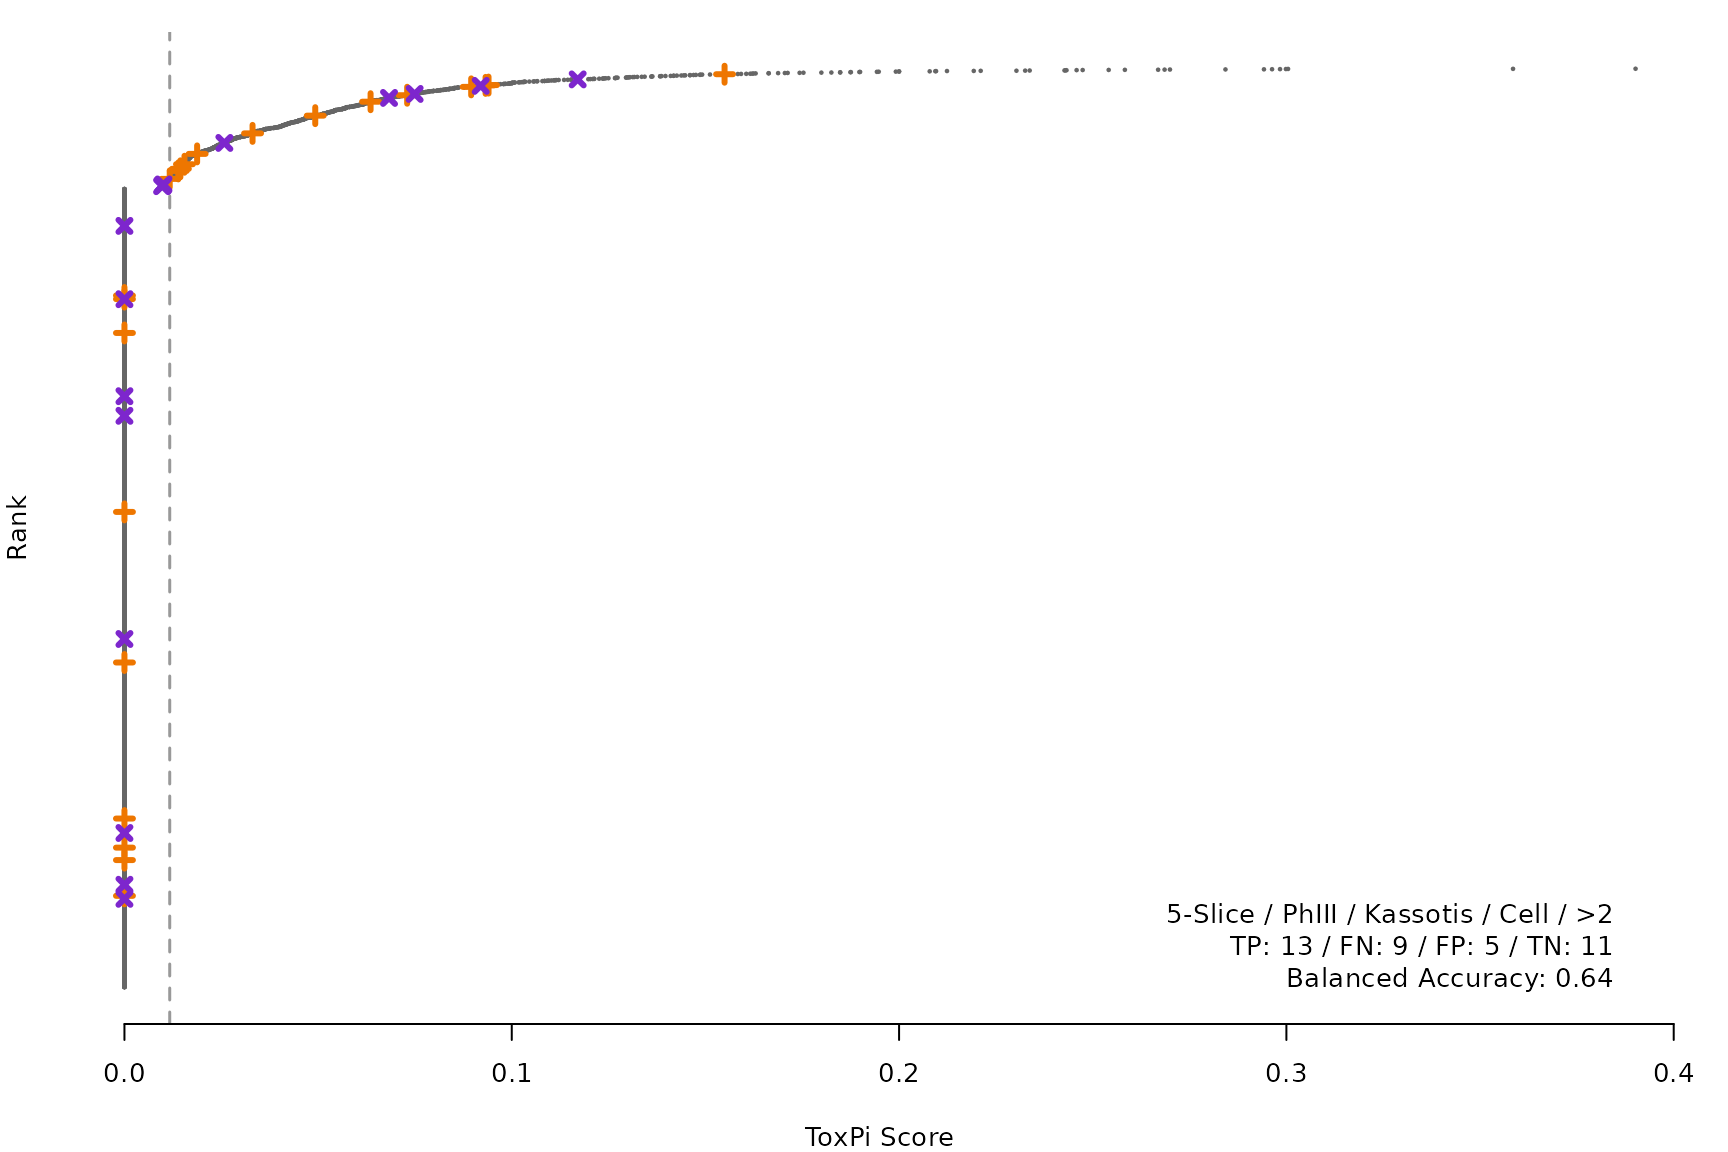 Rank
5-Slice / PhIII / Kassotis / Cell / >2
TP: 13 / FN: 9 / FP: 5 / TN: 11
Balanced Accuracy: 0.64
0.0 0.1 0.2 0.3 0.4
ToxPi Score